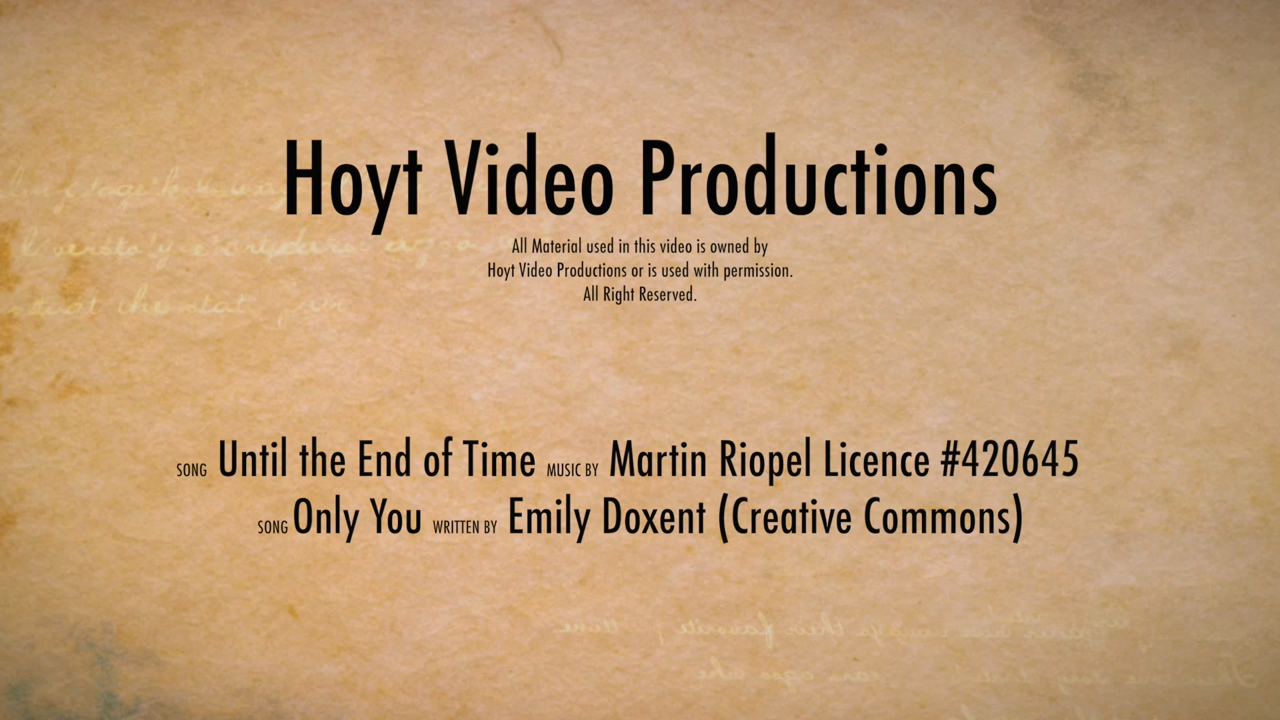 Hoyt Video Productions
All Material used in this video is owned by
Hoyt Video Productions or is used with permission.
All Right Reserved.
SONG Until the End of Time MUSIC BY Martin Riopel Licence #420645
SONG Only You WRITTEN BY Emily Doxent (Creative Commons)